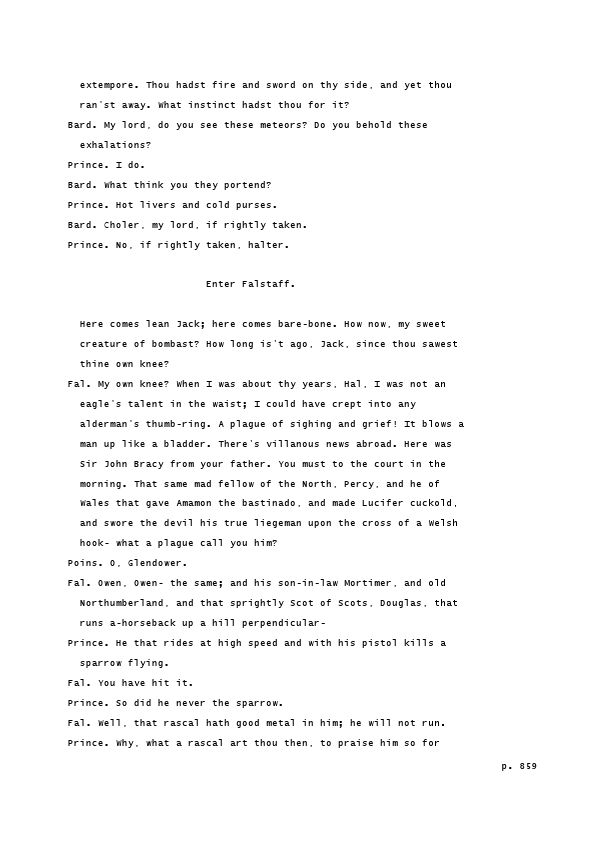 extempore. Thou hadst fire and sword on thy side, and yet thou
ran'st away. What instinct hadst thou for it?
Bard. My lord, do you see these meteors? Do you behold these
exhalations?
Prince. I do.
Bard. What think you they portend?
Prince. Hot livers and cold purses.
Bard. Choler, my lord, if rightly taken.
Prince. No, if rightly taken, halter.
Enter Falstaff.
Here comes lean Jack; here comes bare-bone. How now, my sweet
creature of bombast? How long is't ago, Jack, since thou sawest
thine own knee?
Fal. My own knee? When I was about thy years, Hal, I was not an
eagle's talent in the waist; I could have crept into any
alderman's thumb-ring. A plague of sighing and grief! It blows a
man up like a bladder. There's villanous news abroad. Here was
Sir John Bracy from your father. You must to the court in the
morning. That same mad fellow of the North, Percy, and he of
Wales that gave Amamon the bastinado, and made Lucifer cuckold,
and swore the devil his true liegeman upon the cross of a Welsh
hook- what a plague call you him?
Poins. O, Glendower.
Fal. Owen, Owen- the same; and his son-in-law Mortimer, and old
Northumberland, and that sprightly Scot of Scots, Douglas, that
runs a-horseback up a hill perpendicular-
Prince. He that rides at high speed and with his pistol kills a
sparrow flying.
Fal. You have hit it.
Prince. So did he never the sparrow.
Fal. Well, that rascal hath good metal in him; he will not run.
Prince. Why, what a rascal art thou then, to praise him so for
p. 859